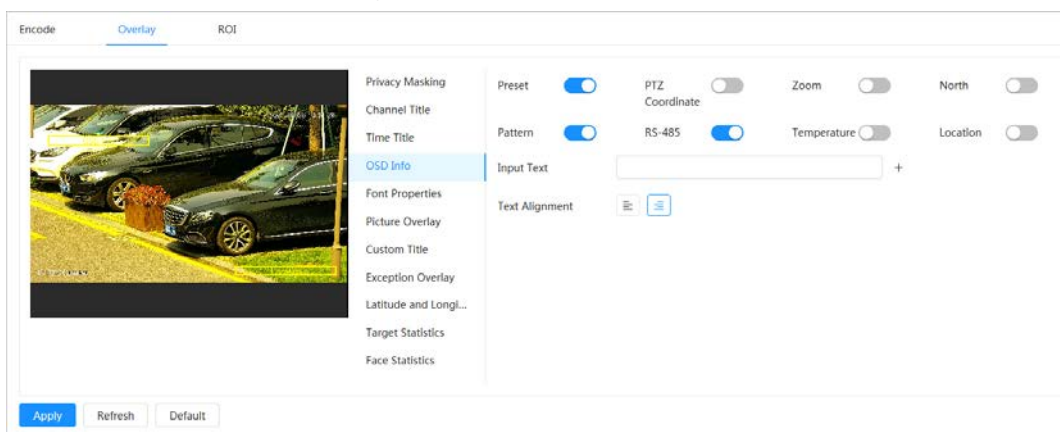 Encode Overlay ROI
Privacy Masking
Channel Title
Time Title
OSD Info
Font Properties
Picture Overlay
Custom Title
Exception Overlay
Latitude and Longi...
Target Statistics
Face Statistics
Preset PTZ Coordinate Zoom North
Pattern RS-485 Temperature Location
Input Text +
Text Alignment
Apply Refresh Default